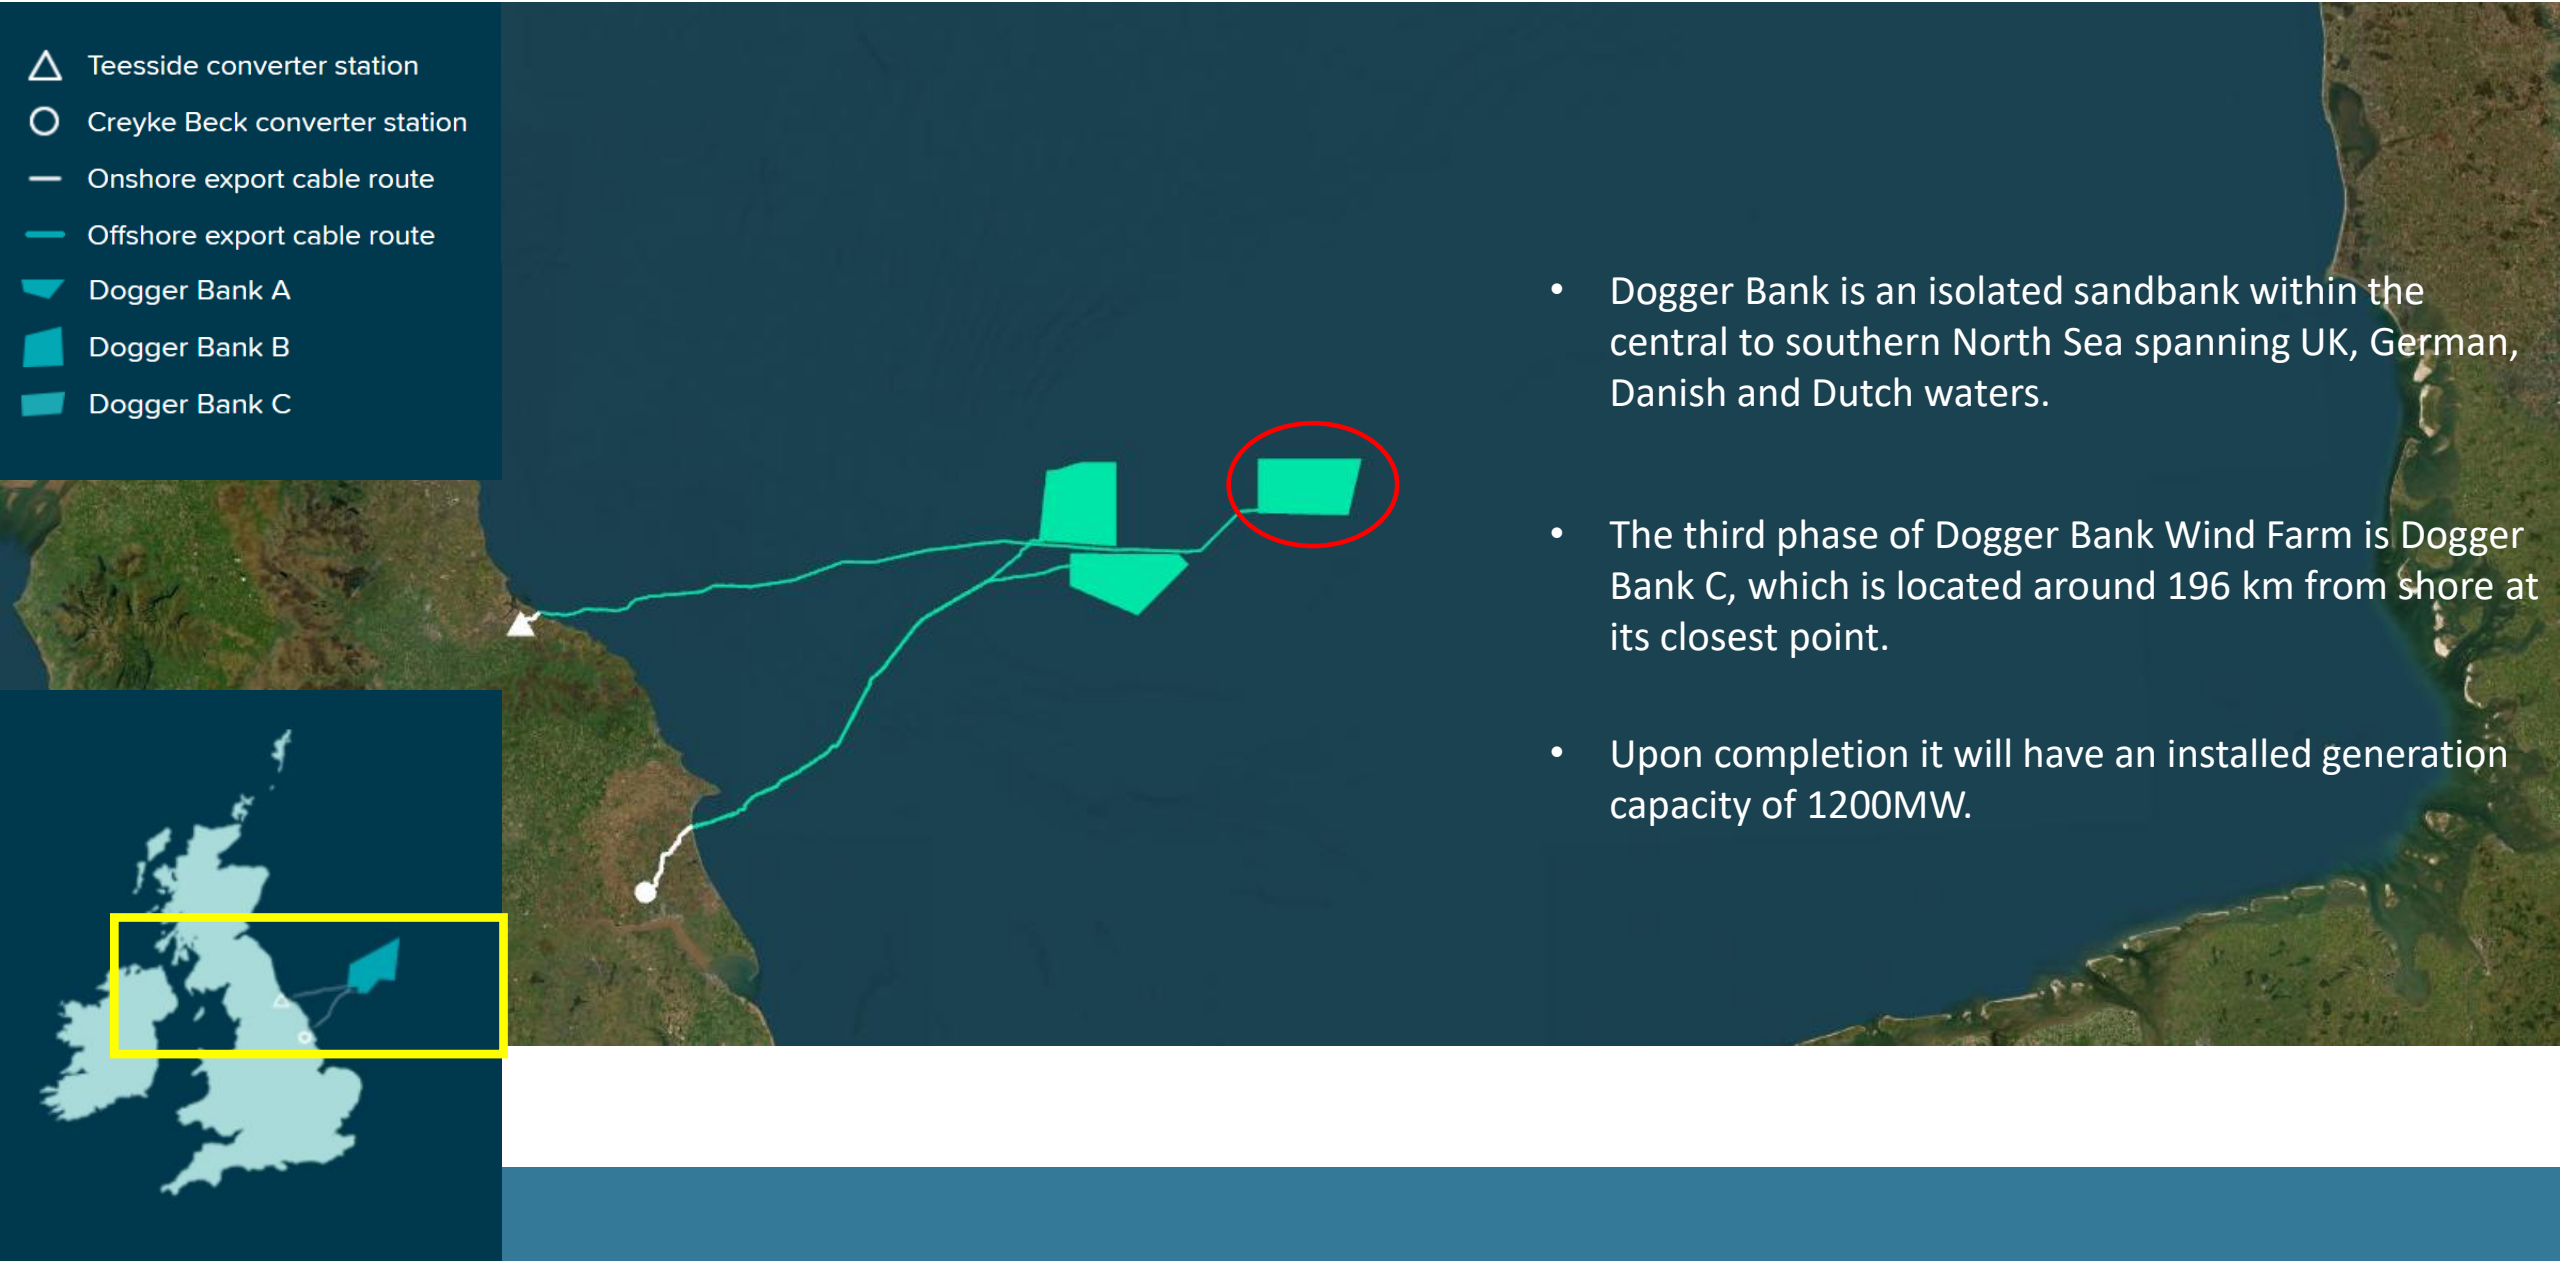 Teesside converter station
Creyke Beck converter station
Onshore export cable route
Offshore export cable route
Dogger Bank A
Dogger Bank B
Dogger Bank C
• Dogger Bank is an isolated sandbank within the
central to southern North Sea spanning UK, German,
Danish and Dutch waters.
• The third phase of Dogger Bank Wind Farm is Dogger
Bank C, which is located around 196 km from shore at
its closest point.
• Upon completion it will have an installed generation
capacity of 1200MW.